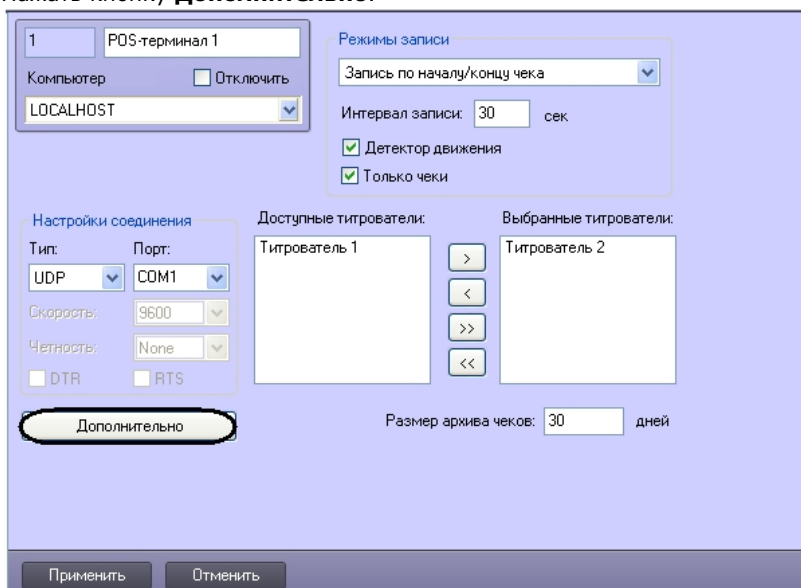 Нажать кнопку Дополнительно.
1
POS-терминал 1
Компьютер
Отключить
LOCALHOST
Режимы записи
Запись по началу/концу чека
Интервал записи: 30 сек
Детектор движения
Только чеки
Настройки соединения
Тип: Порт:
UDP COM1
Скорость: 9600
Четность: None
DTR RTS
Дополнительно
Доступные титрователи:
Титрователь 1
>
<
>>
<<
Выбранные титрователи:
Титрователь 2
Размер архива чеков: 30 дней
Применить Отменить